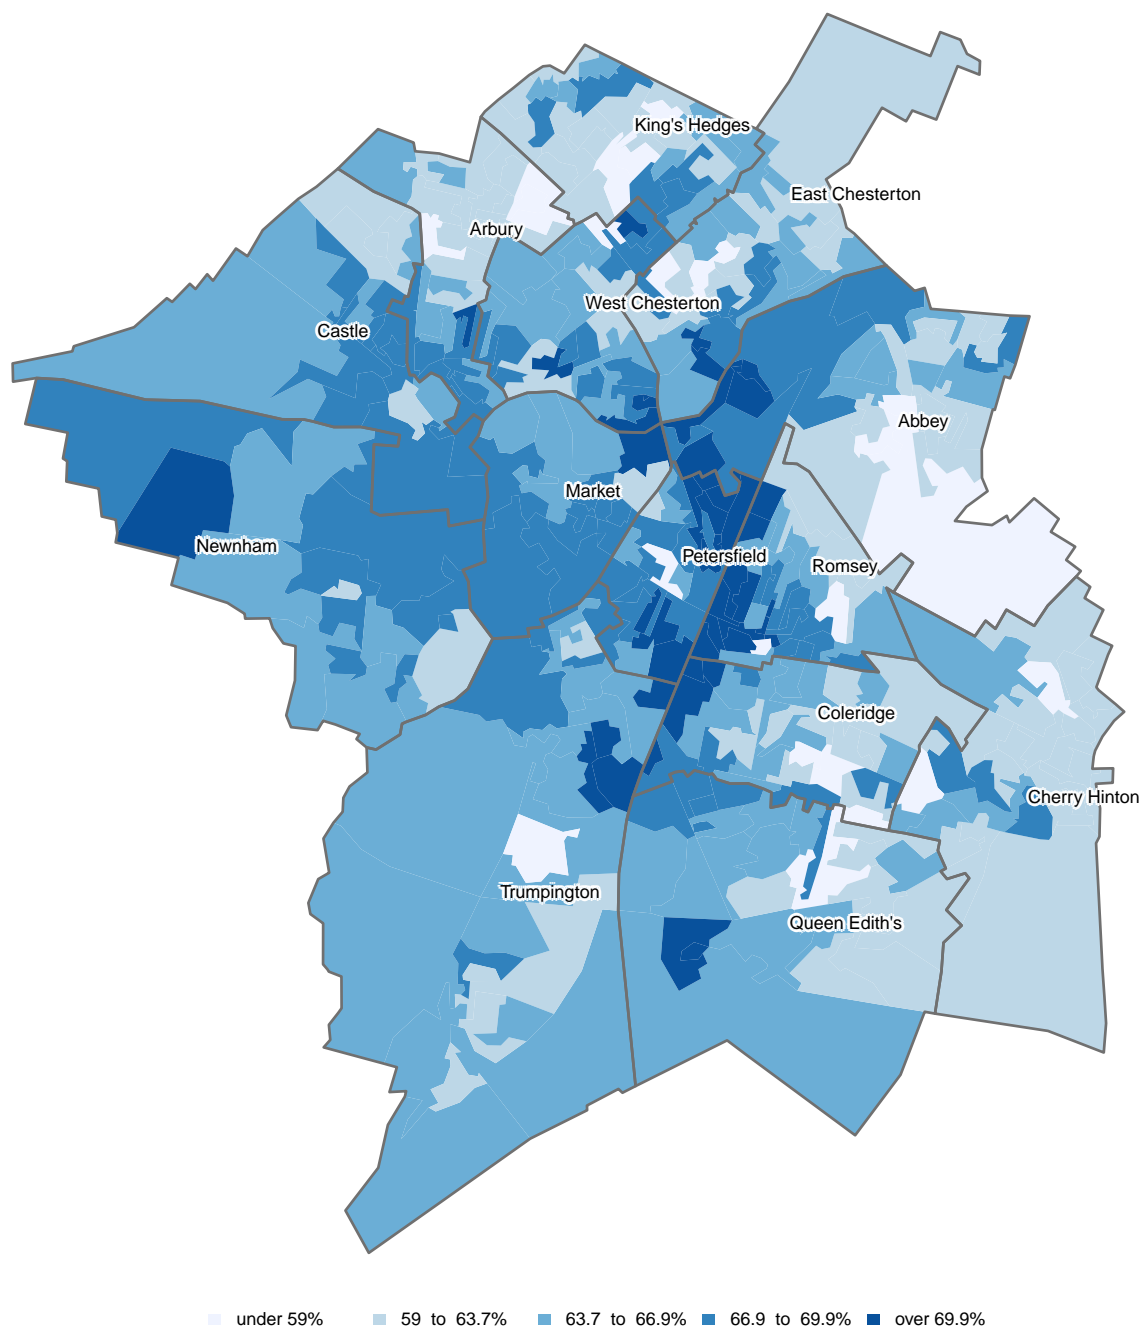 King's Hedges
East Chesterton
Arbury
West Chesterton
Castle
Abbey
Market
Newnham
Petersfield
Romsey
Coleridge
Cherry Hinton
Trumpington
Queen Edith's
under 59% 59 to 63.7% 63.7 to 66.9% 66.9 to 69.9% over 69.9%